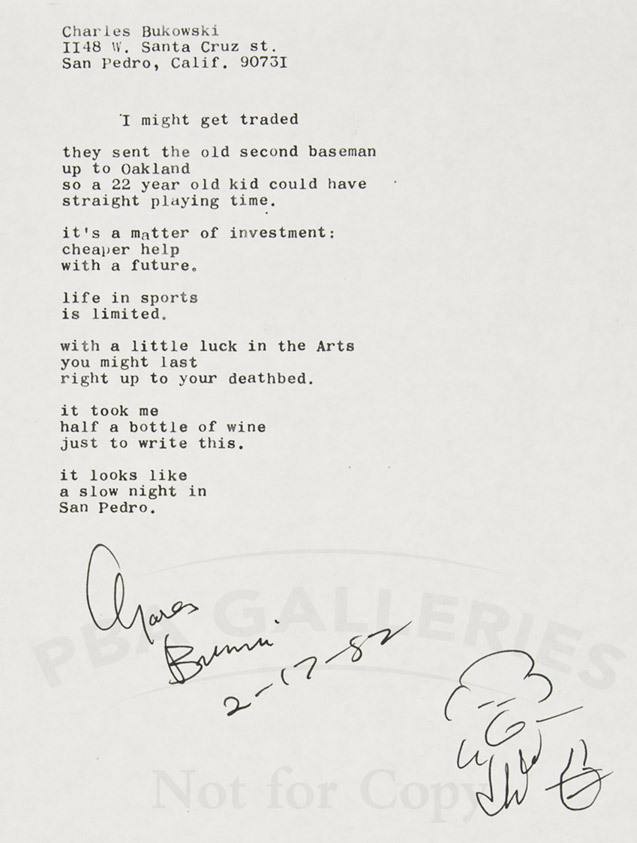 Charles Bukowski
II48 W. Santa Cruz st.
San Pedro, Calif. 9073I
I might get traded
they sent the old second baseman
up to Oakland
so a 22 year old kid could have
straight playing time.
it's a matter of investment:
cheaper help
with a future.
life in sports
is limited.
with a little luck in the Arts
you might last
right up to your deathbed.
it took me
half a bottle of wine
just to write this.
it looks like
a slow night in
San Pedro.
2-17-82
PBA GALLERIES
Not for Copy